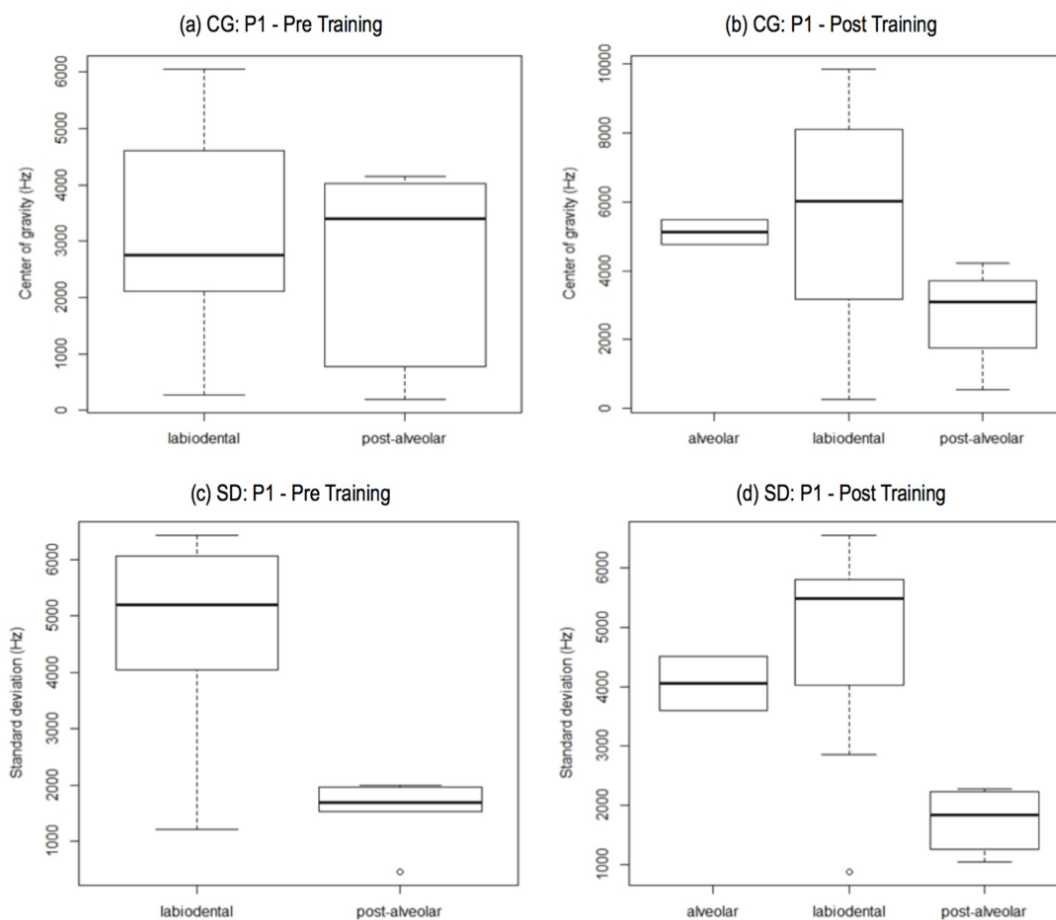 (a) CG: P1 - Pre Training
Center of gravity (Hz)
6000
5000
4000
3000
2000
1000
0
labiodental
post-alveolar
(b) CG: P1 - Post Training
Center of gravity (Hz)
10000
8000
6000
4000
2000
0
alveolar
labiodental
post-alveolar
(c) SD: P1 - Pre Training
Standard deviation (Hz)
6000
5000
4000
3000
2000
1000
labiodental
post-alveolar
(d) SD: P1 - Post Training
Standard deviation (Hz)
6000
5000
4000
3000
2000
1000
alveolar
labiodental
post-alveolar